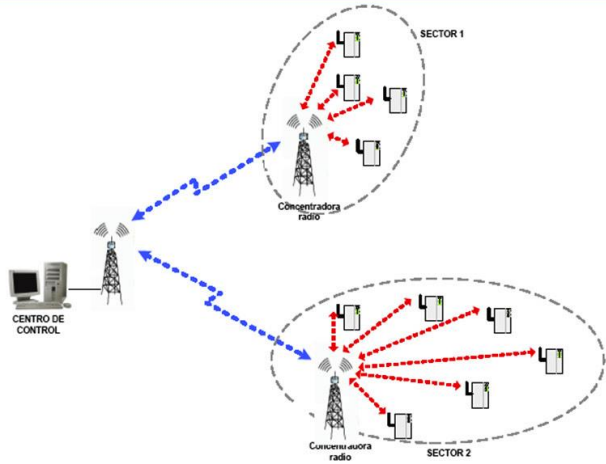 SECTOR 1
Concentradora
radio
CENTRO DE
CONTROL
Concentradora
radio
SECTOR 2